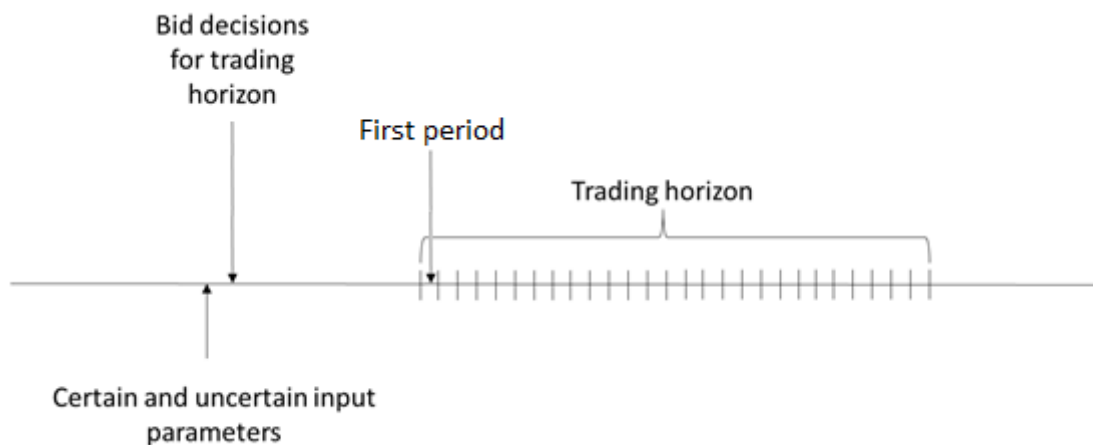 Bid decisions
for trading
horizon
First period
Trading horizon
Certain and uncertain input
parameters